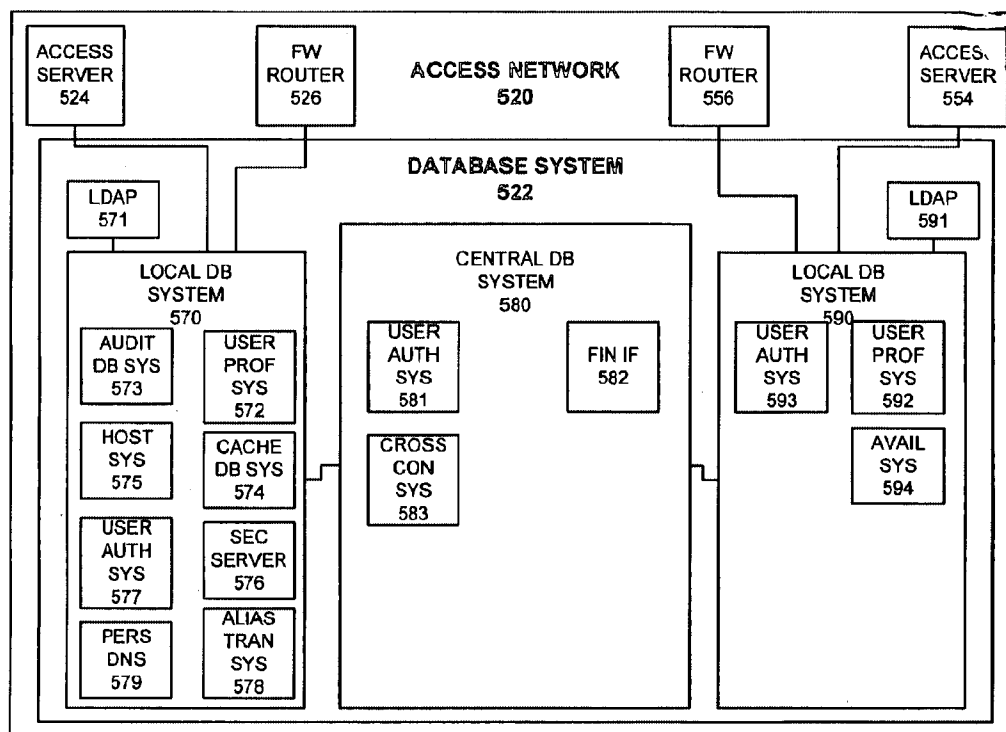 ACCESS
SERVER
524
FW
ROUTER
526
ACCESS NETWORK
520
FW
ROUTER
556
SERVER
554
DATABASE SYSTEM
522
LDAP
571
LDAP
591
LOCAL DB
SYSTEM
570
AUDIT
DB SYS
573
USER
PROF
SYS
572
HOST
SYS
575
CACHE
DB SYS
574
USER
AUTH
SYS
577
SEC
SERVER
576
PERS
DNS
579
ALIAS
TRAN
SYS
578
CENTRAL DB
SYSTEM
580
USER
AUTH
SYS
581
FIN IF
582
CROSS
CON
SYS
583
LOCAL DB
SYSTEM
590
USER
AUTH
SYS
593
USER
PROF
SYS
592
AVAIL
SYS
594